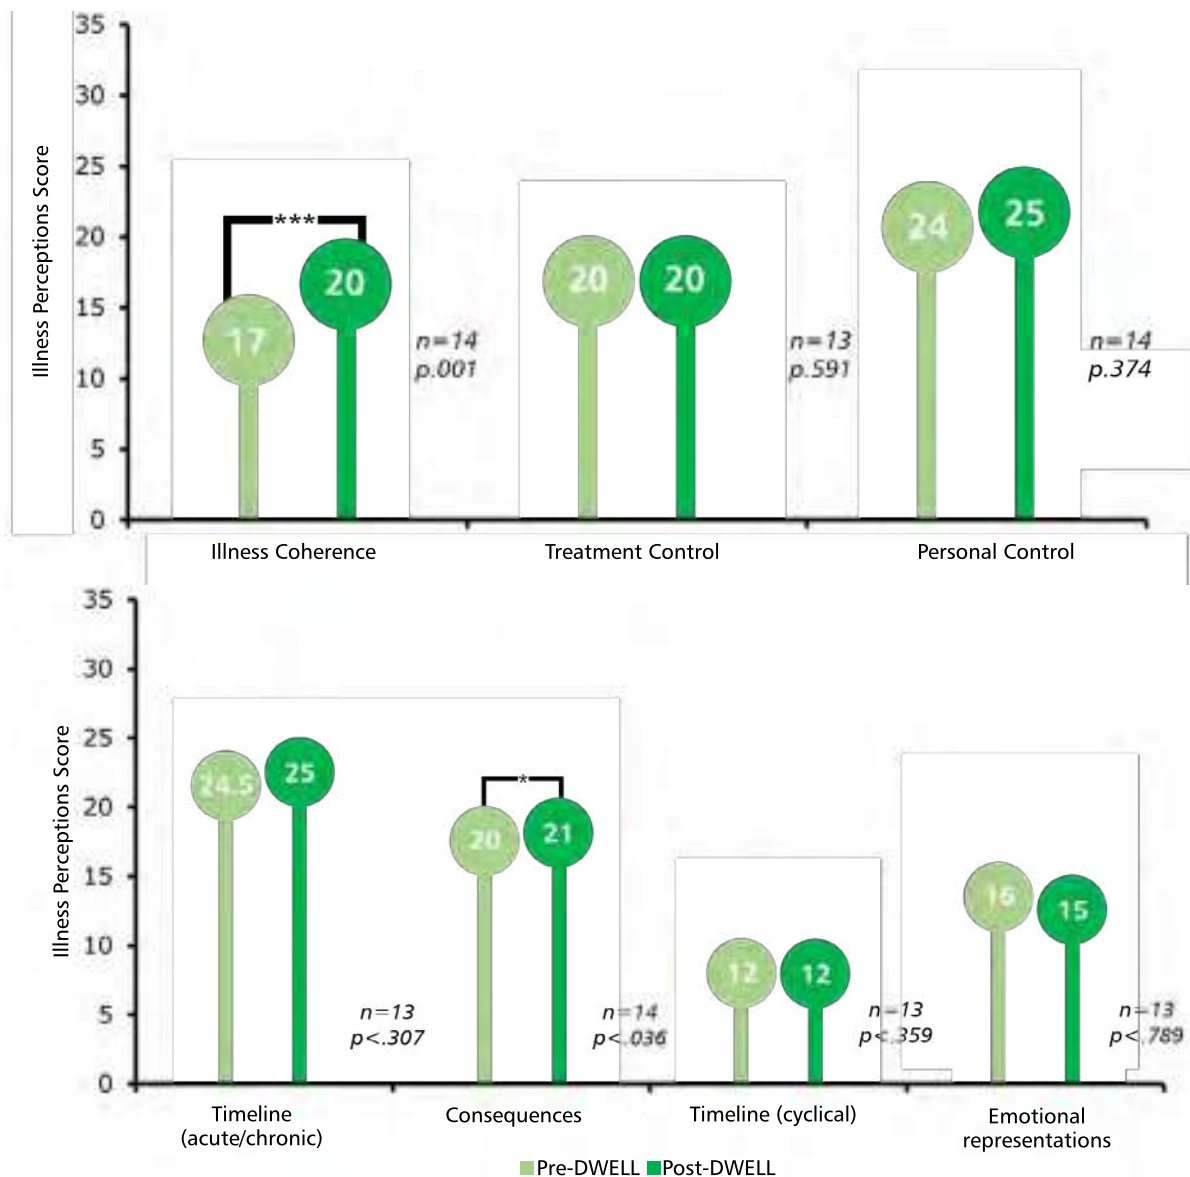 35
30
25
20
15
10
5
0
Illness Perceptions Score
***
17
20
n=14
p.001
20
20
n=13
p.591
24
25
n=14
p.374
Illness Coherence
Treatment Control
Personal Control
35
30
25
20
15
10
5
0
Illness Perceptions Score
24.5
25
n=13
p<.307
*
20
21
n=14
p<.036
12
12
n=13
p<.359
16
15
n=13
p<.789
Timeline
(acute/chronic)
Consequences
Timeline (cyclical)
Emotional
representations
Pre-DWELL Post-DWELL